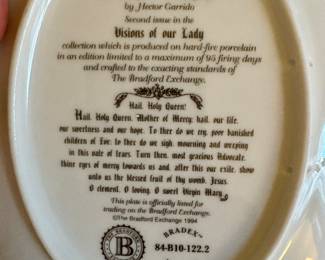 by Hector Garrido
Second issue in the
Visions of our Lady
collection which is produced on hard-fire porcelain
in an edition limited to a maximum of 95 firing days
and crafted to the exacting standards of
The Bradford Exchange.
Hail, Holy Queen!
Hail, Holy Queen, Mother of Mercy; hail, our life,
our sweetness and our hope. To thee do we cry, poor banished
children of Eve; to thee do we sigh, mourning and weeping
in this vale of tears. Turn then, most gracious Advocate,
thine eyes of mercy towards us and after this our exile, show
unto us the blessed fruit of thy womb, Jesus.
O clement, O loving, O sweet Virgin Mary.
This plate is officially listed for
trading on the Bradford Exchange.
©The Bradford Exchange 1994
B
BRADEX®
84-B10-122.2